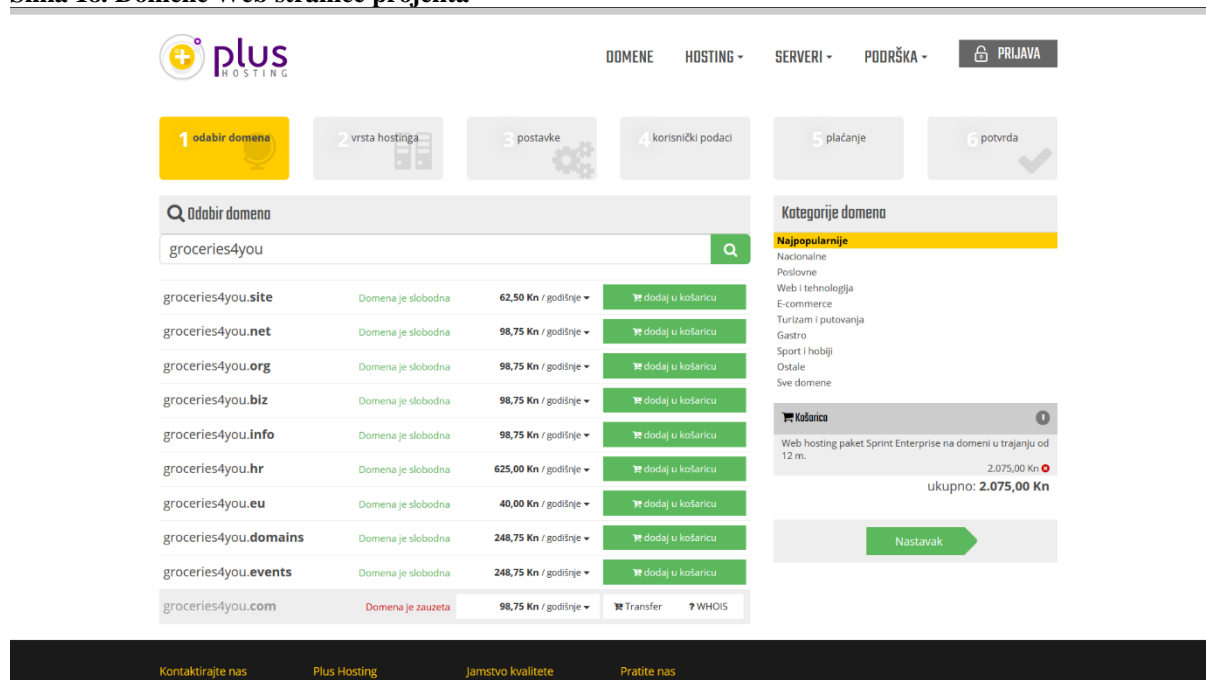 Slika 18. Domene Web stranice projekta
plus
HOSTING
DOMENE HOSTING SERVERI PODRŠKA PRIJAVA
1 odabir domena
2 vrsta hostinga
3 postavke
4 korisnički podaci
5 plaćanje
6 potvrda
Odabir domena
groceries4you
groceries4you.site Domena je slobodna 62,50 Kn / godišnje dodaj u košaricu
groceries4you.net Domena je slobodna 98,75 Kn / godišnje dodaj u košaricu
groceries4you.org Domena je slobodna 98,75 Kn / godišnje dodaj u košaricu
groceries4you.biz Domena je slobodna 98,75 Kn / godišnje dodaj u košaricu
groceries4you.info Domena je slobodna 98,75 Kn / godišnje dodaj u košaricu
groceries4you.hr Domena je slobodna 625,00 Kn / godišnje dodaj u košaricu
groceries4you.eu Domena je slobodna 40,00 Kn / godišnje dodaj u košaricu
groceries4you.domains Domena je slobodna 248,75 Kn / godišnje dodaj u košaricu
groceries4you.events Domena je slobodna 248,75 Kn / godišnje dodaj u košaricu
groceries4you.com Domena je zauzeta 98,75 Kn / godišnje Transfer ? WHOIS
Kategorije domena
Najpopularnije
Nacionalne
Poslovne
Web i tehnologija
E-commerce
Turizam i putovanja
Gastro
Sport i hobiji
Ostale
Sve domene
Košarica 1
Web hosting paket Sprint Enterprise na domeni u trajanju od
12 m.
2.075,00 Kn
ukupno: 2.075,00 Kn
Nastavak
Kontaktirajte nas Plus Hosting Jamstvo kvalitete Pratite nas